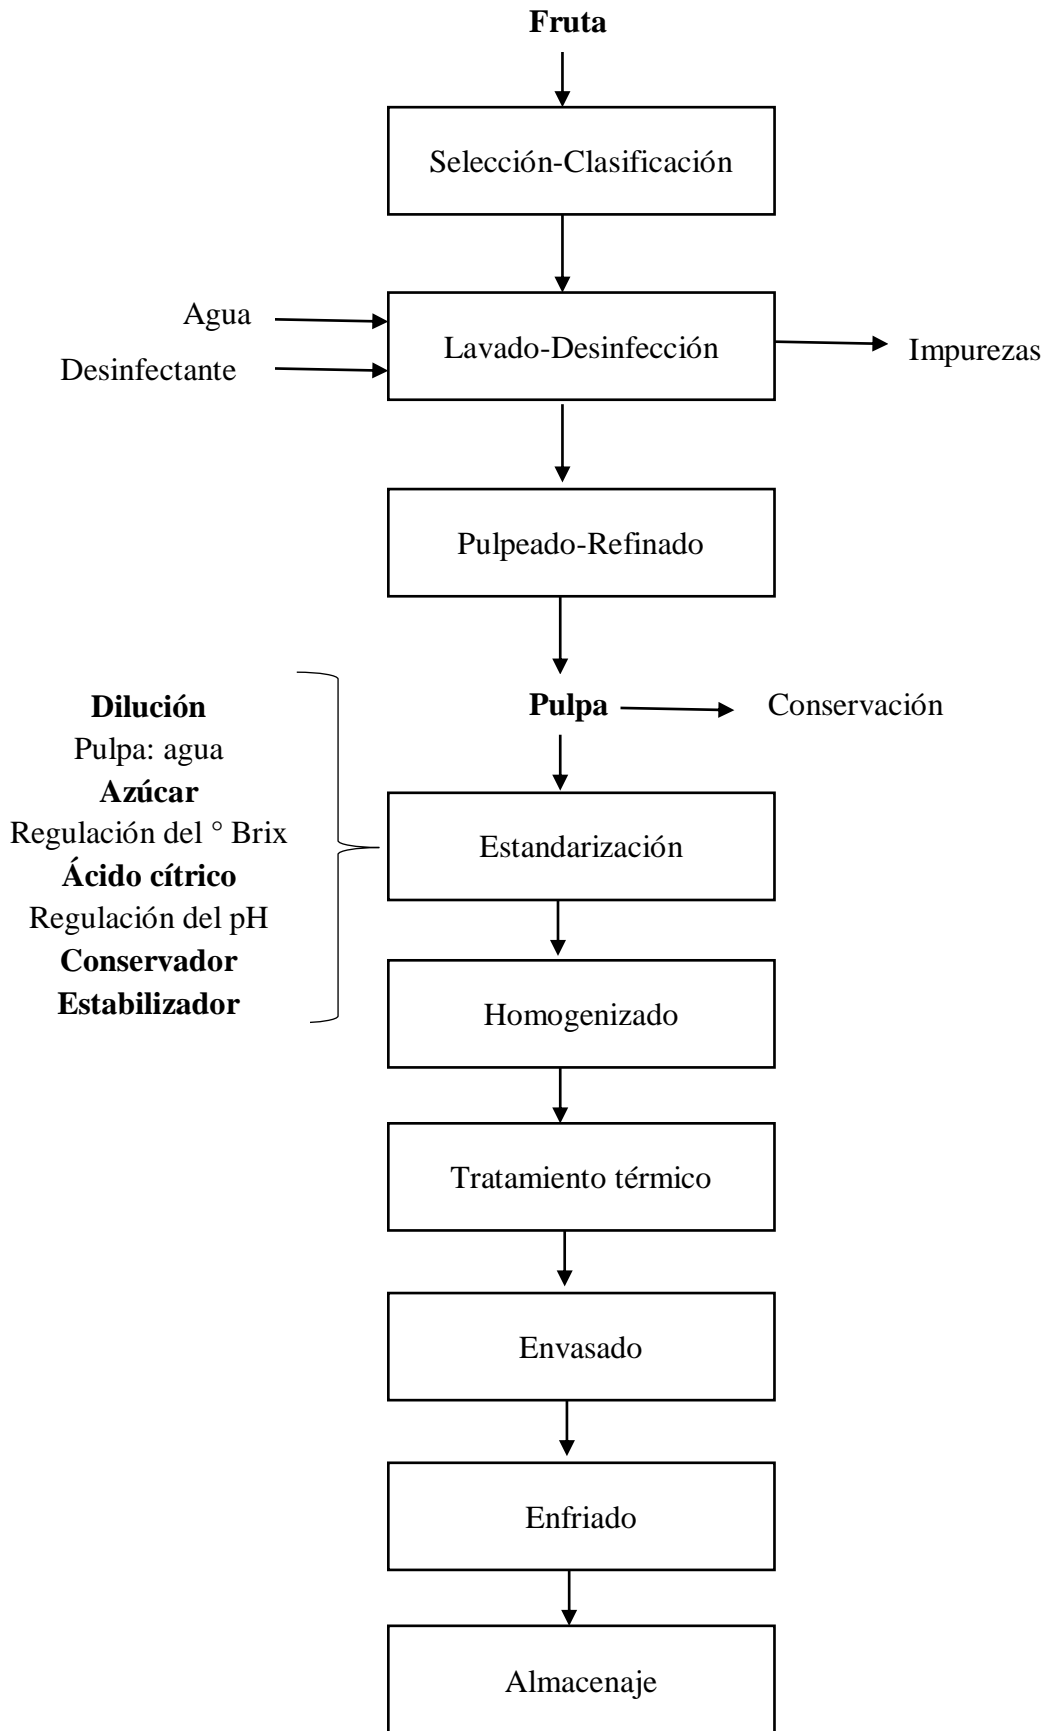 Fruta
Selección-Clasificación
Agua
Desinfectante
Lavado-Desinfección
Impurezas
Pulpeado-Refinado
Pulpa
Conservación
Dilución
Pulpa: agua
Azúcar
Regulación del ° Brix
Ácido cítrico
Regulación del pH
Conservador
Estabilizador
Estandarización
Homogenizado
Tratamiento térmico
Envasado
Enfriado
Almacenaje